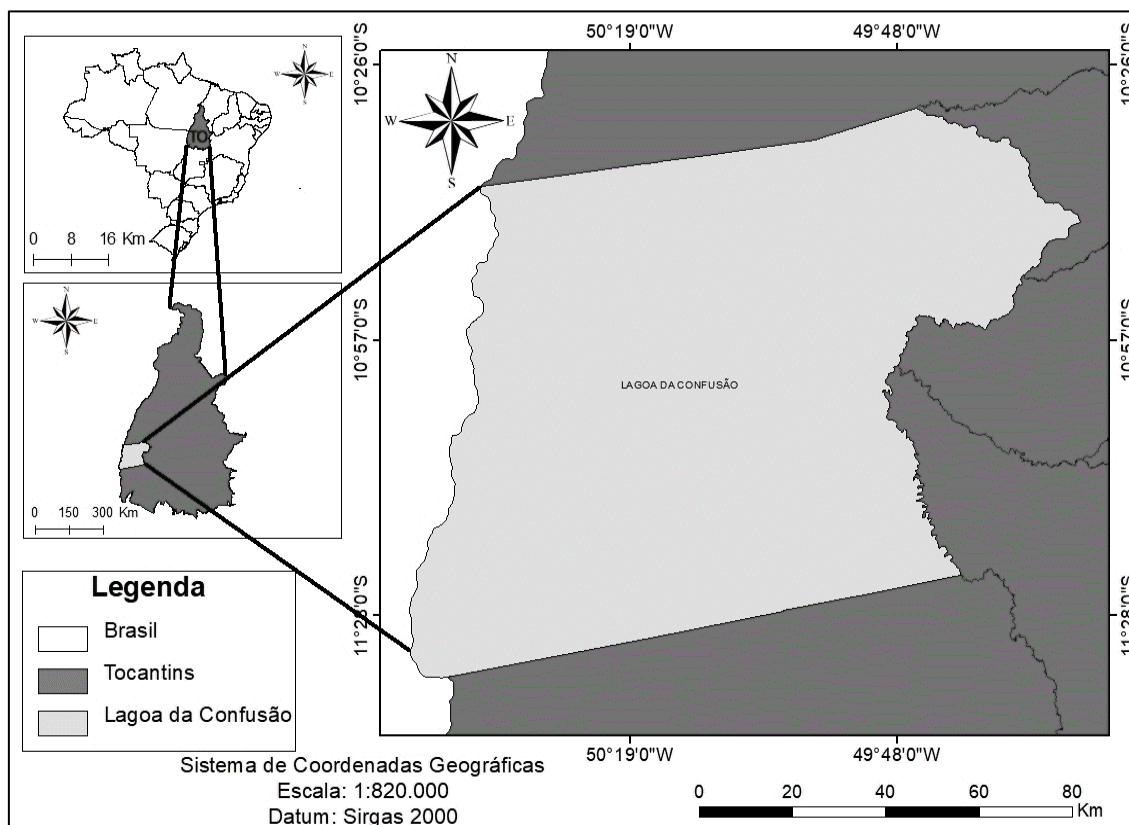 N
W E
S
TO
0 8 16 Km
N
W E
S
0 150 300 Km
Legenda
Brasil
Tocantins
Lagoa da Confusão
Sistema de Coordenadas Geográficas
Escala: 1:820.000
Datum: Sirgas 2000
50°19'0"W 49°48'0"W
10°26'0"S 10°26'0"S
N
W E
S
10°57'0"S 10°57'0"S
LAGOA DA CONFUSÃO
11°28'0"S 11°28'0"S
50°19'0"W 49°48'0"W
0 20 40 60 80
Km